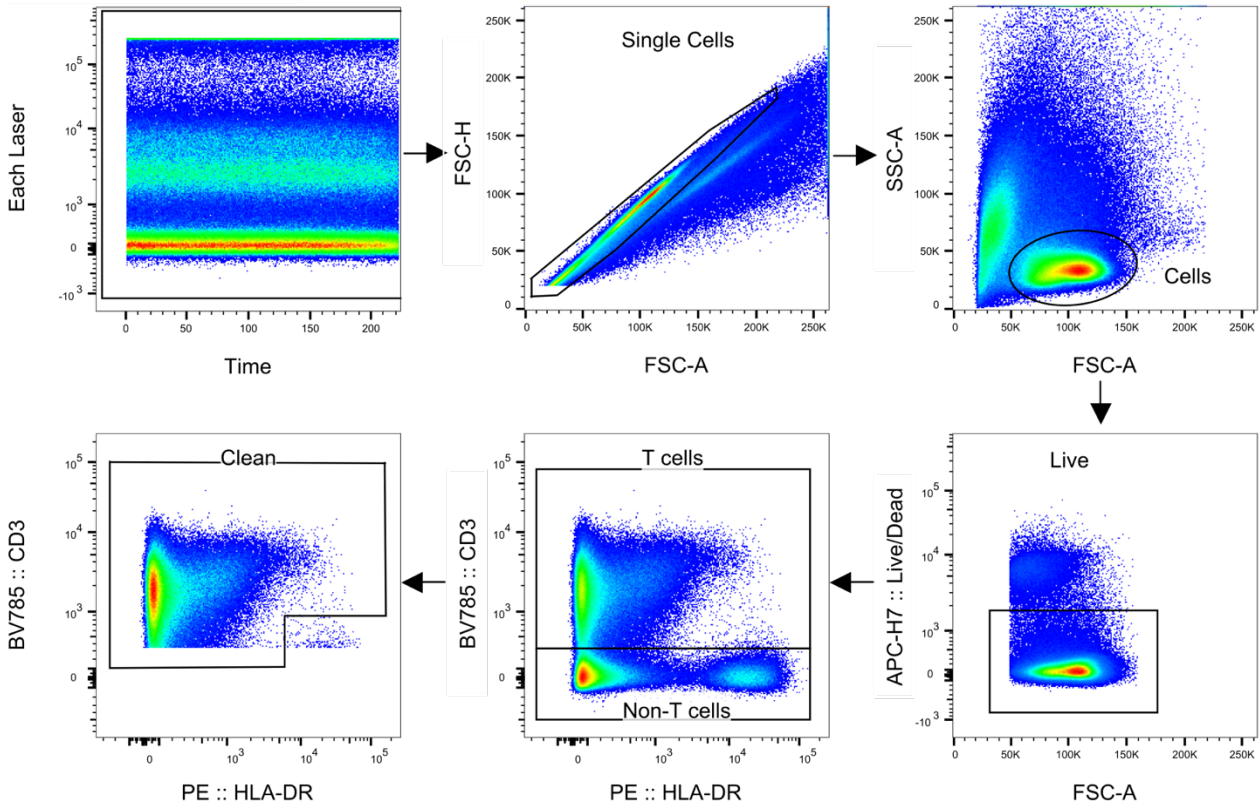 Each Laser
10^5
10^4
10^3
0
-10^3
0
50
100
150
200
Time
Single Cells
FSC-H
250K
200K
150K
100K
50K
0
0
50K
100K
150K
200K
250K
FSC-A
SSC-A
250K
200K
150K
100K
50K
0
Cells
0
50K
100K
150K
200K
250K
FSC-A
Clean
BV785 :: CD3
10^5
10^4
10^3
0
0
10^3
10^4
10^5
PE :: HLA-DR
T cells
BV785 :: CD3
10^5
10^4
10^3
0
Non-T cells
0
10^3
10^4
10^5
PE :: HLA-DR
Live
APC-H7 :: Live/Dead
10^5
10^4
10^3
0
-10^3
0
50K
100K
150K
200K
250K
FSC-A